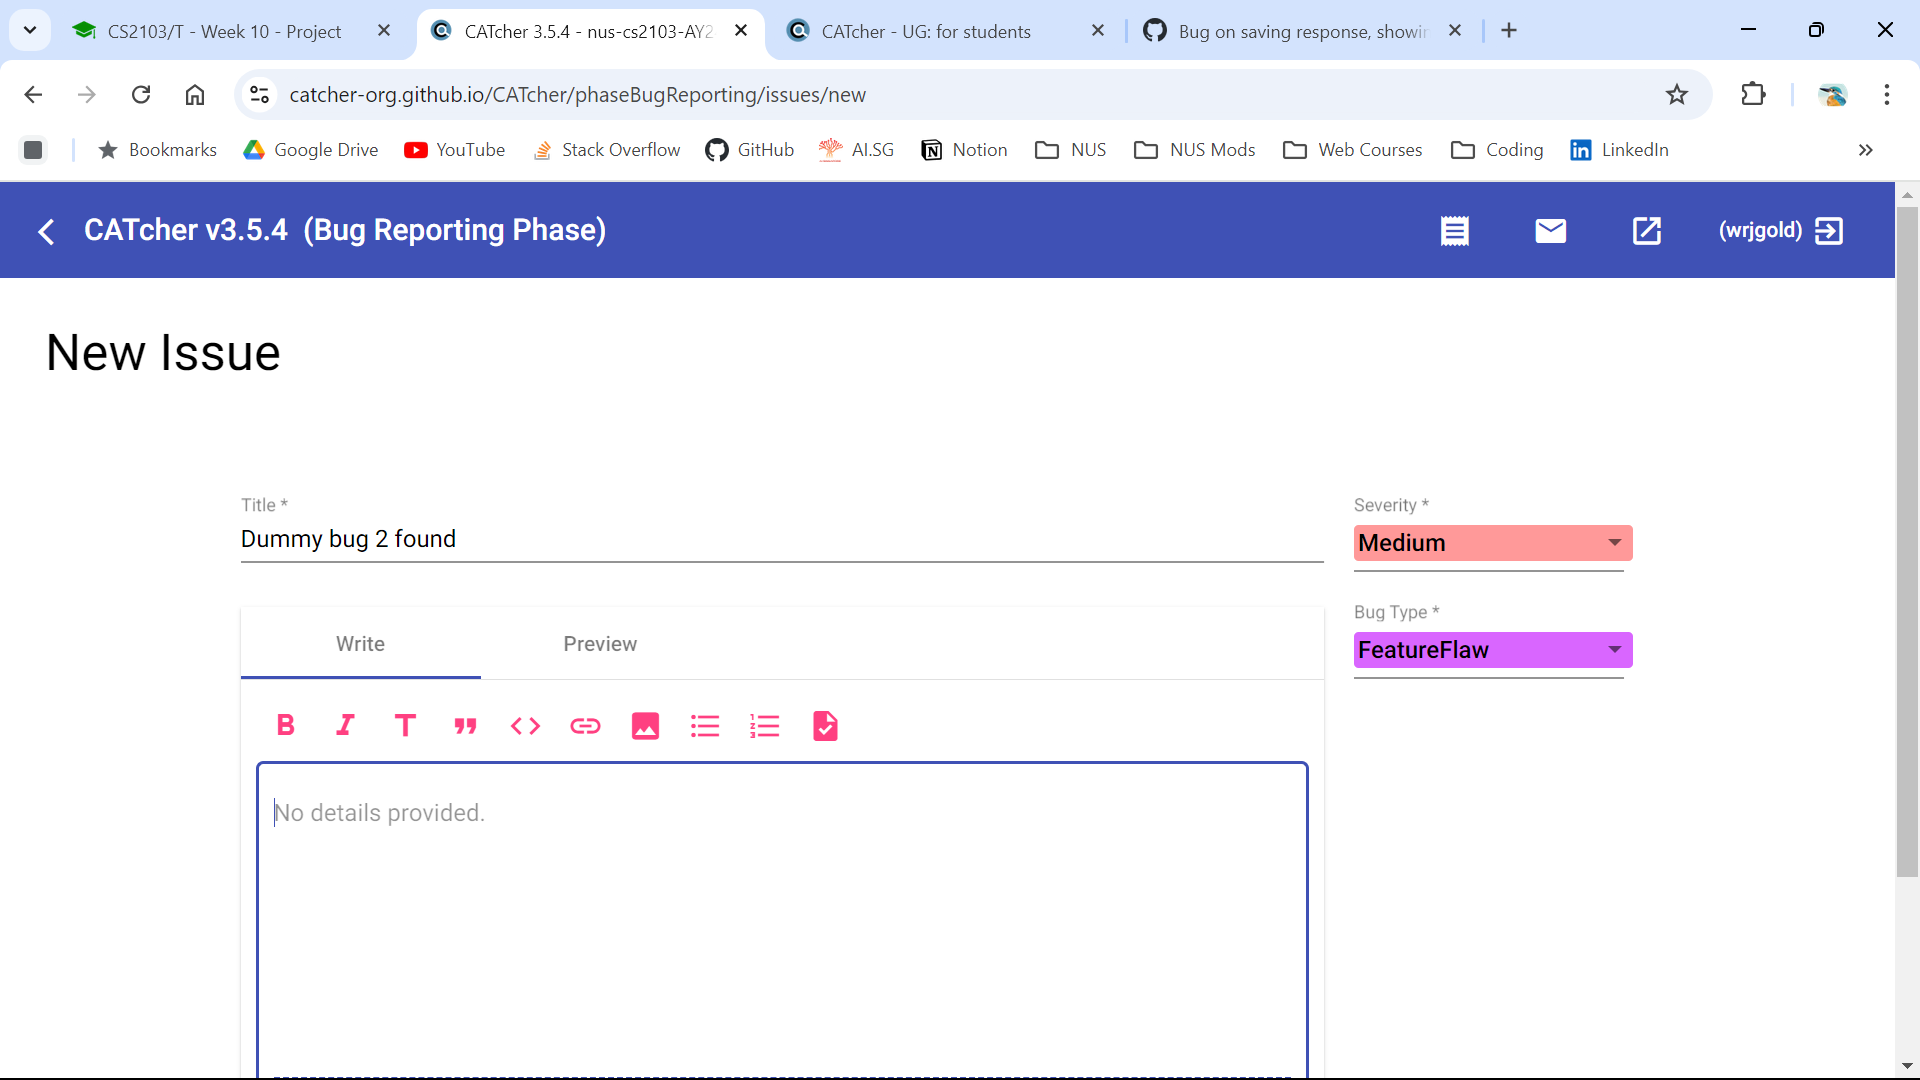 CS2103/T - Week 10 - Project
CATcher 3.5.4 - nus-cs2103-AY2
CATcher - UG: for students
Bug on saving response, showin
catcher-org.github.io/CATcher/phaseBugReporting/issues/new
Bookmarks
Google Drive
YouTube
Stack Overflow
GitHub
AI.SG
Notion
NUS
NUS Mods
Web Courses
Coding
LinkedIn
CATcher v3.5.4 (Bug Reporting Phase)
(wrjgold)
New Issue
Title *
Dummy bug 2 found
Severity *
Medium
Bug Type *
FeatureFlaw
Write
Preview
No details provided.